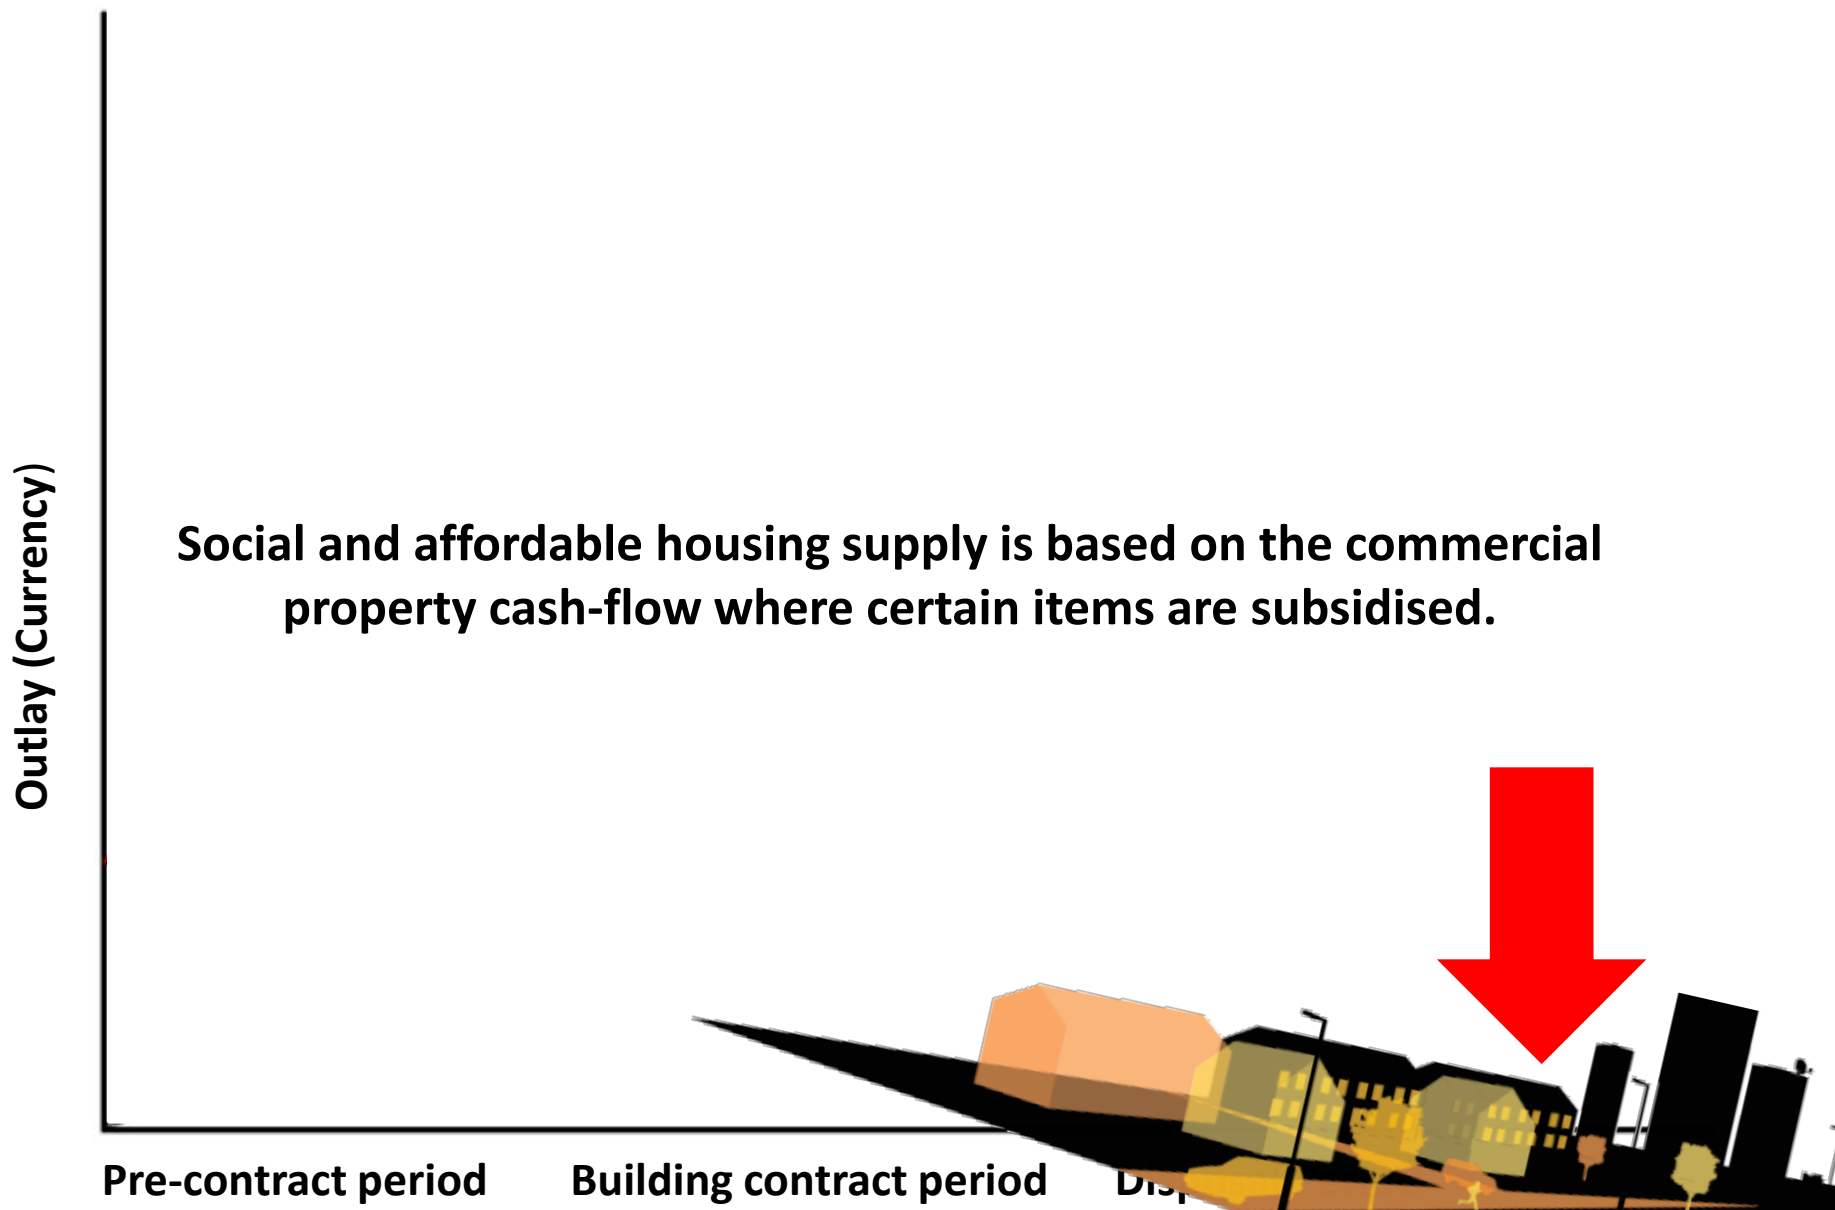 Outlay (Currency)
Social and affordable housing supply is based on the commercial
property cash-flow where certain items are subsidised.
Pre-contract period
Building contract period